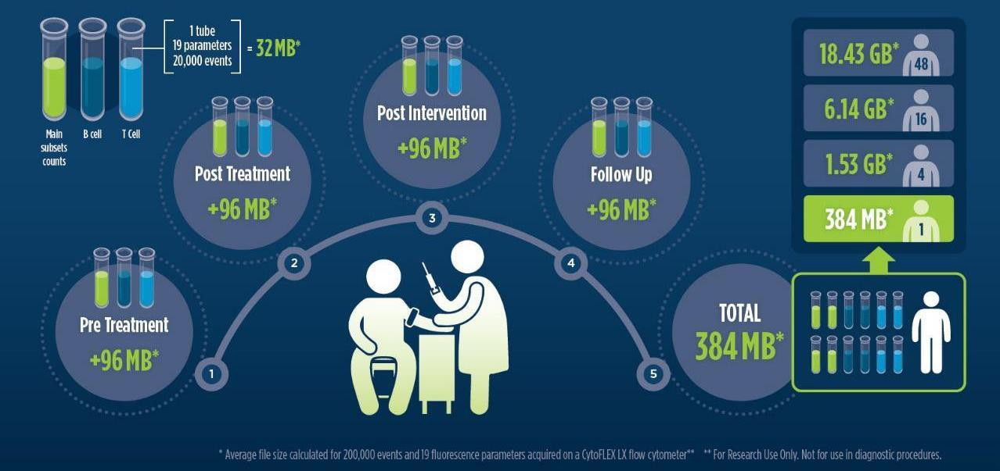 1 tube
19 parameters
20,000 events
= 32MB*
Main
subsets
counts
B cell
T Cell
Pre Treatment
+96 MB*
1
Post Treatment
+96 MB*
2
Post Intervention
+96 MB*
3
Follow Up
+96 MB*
4
TOTAL
384 MB*
5
18.43 GB*
48
6.14 GB*
16
1.53 GB*
4
384 MB*
1
* Average file size calculated for 200,000 events and 19 fluorescence parameters acquired on a CytoFLEX LX flow cytometer** ** For Research Use Only. Not for use in diagnostic procedures.